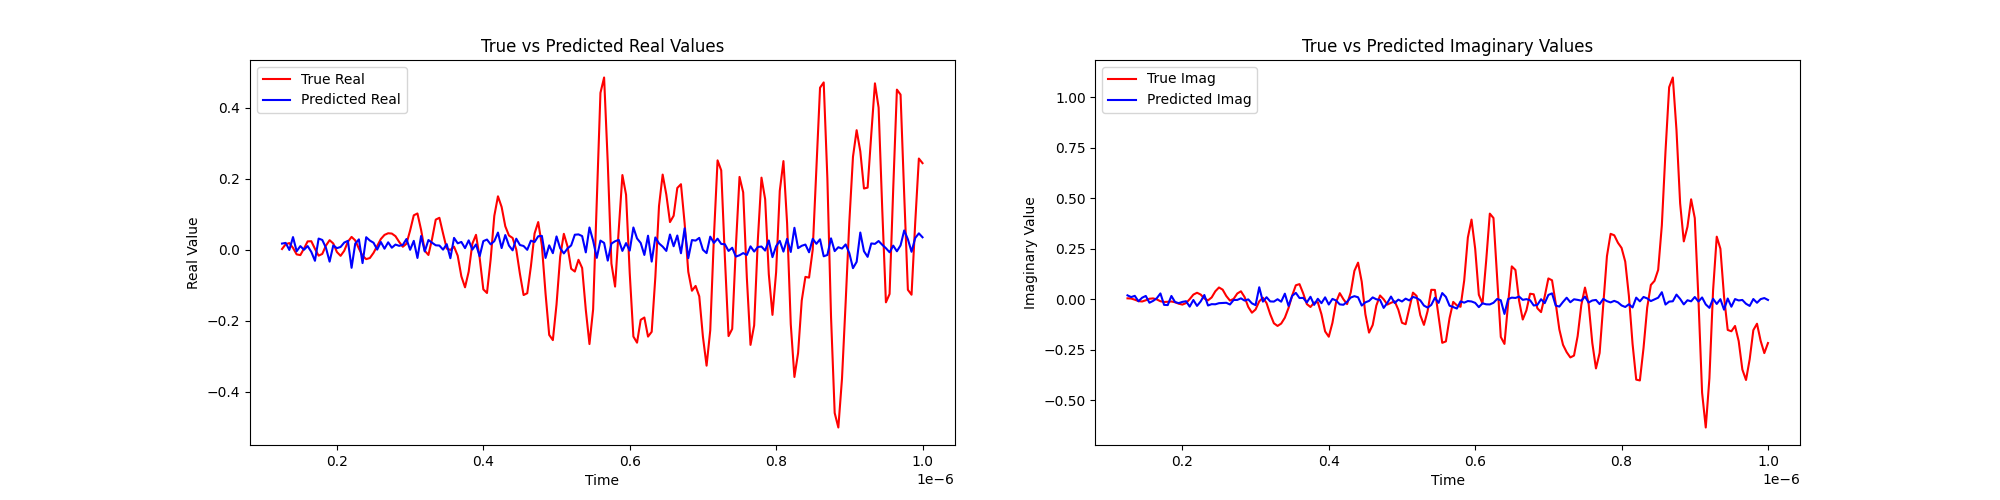 True vs Predicted Real Values
True Real
Predicted Real
Real Value
0.4
0.2
0.0
−0.2
−0.4
0.2
0.4
0.6
0.8
1.0
1e−6
Time
True vs Predicted Imaginary Values
True Imag
Predicted Imag
Imaginary Value
1.00
0.75
0.50
0.25
0.00
−0.25
−0.50
0.2
0.4
0.6
0.8
1.0
1e−6
Time